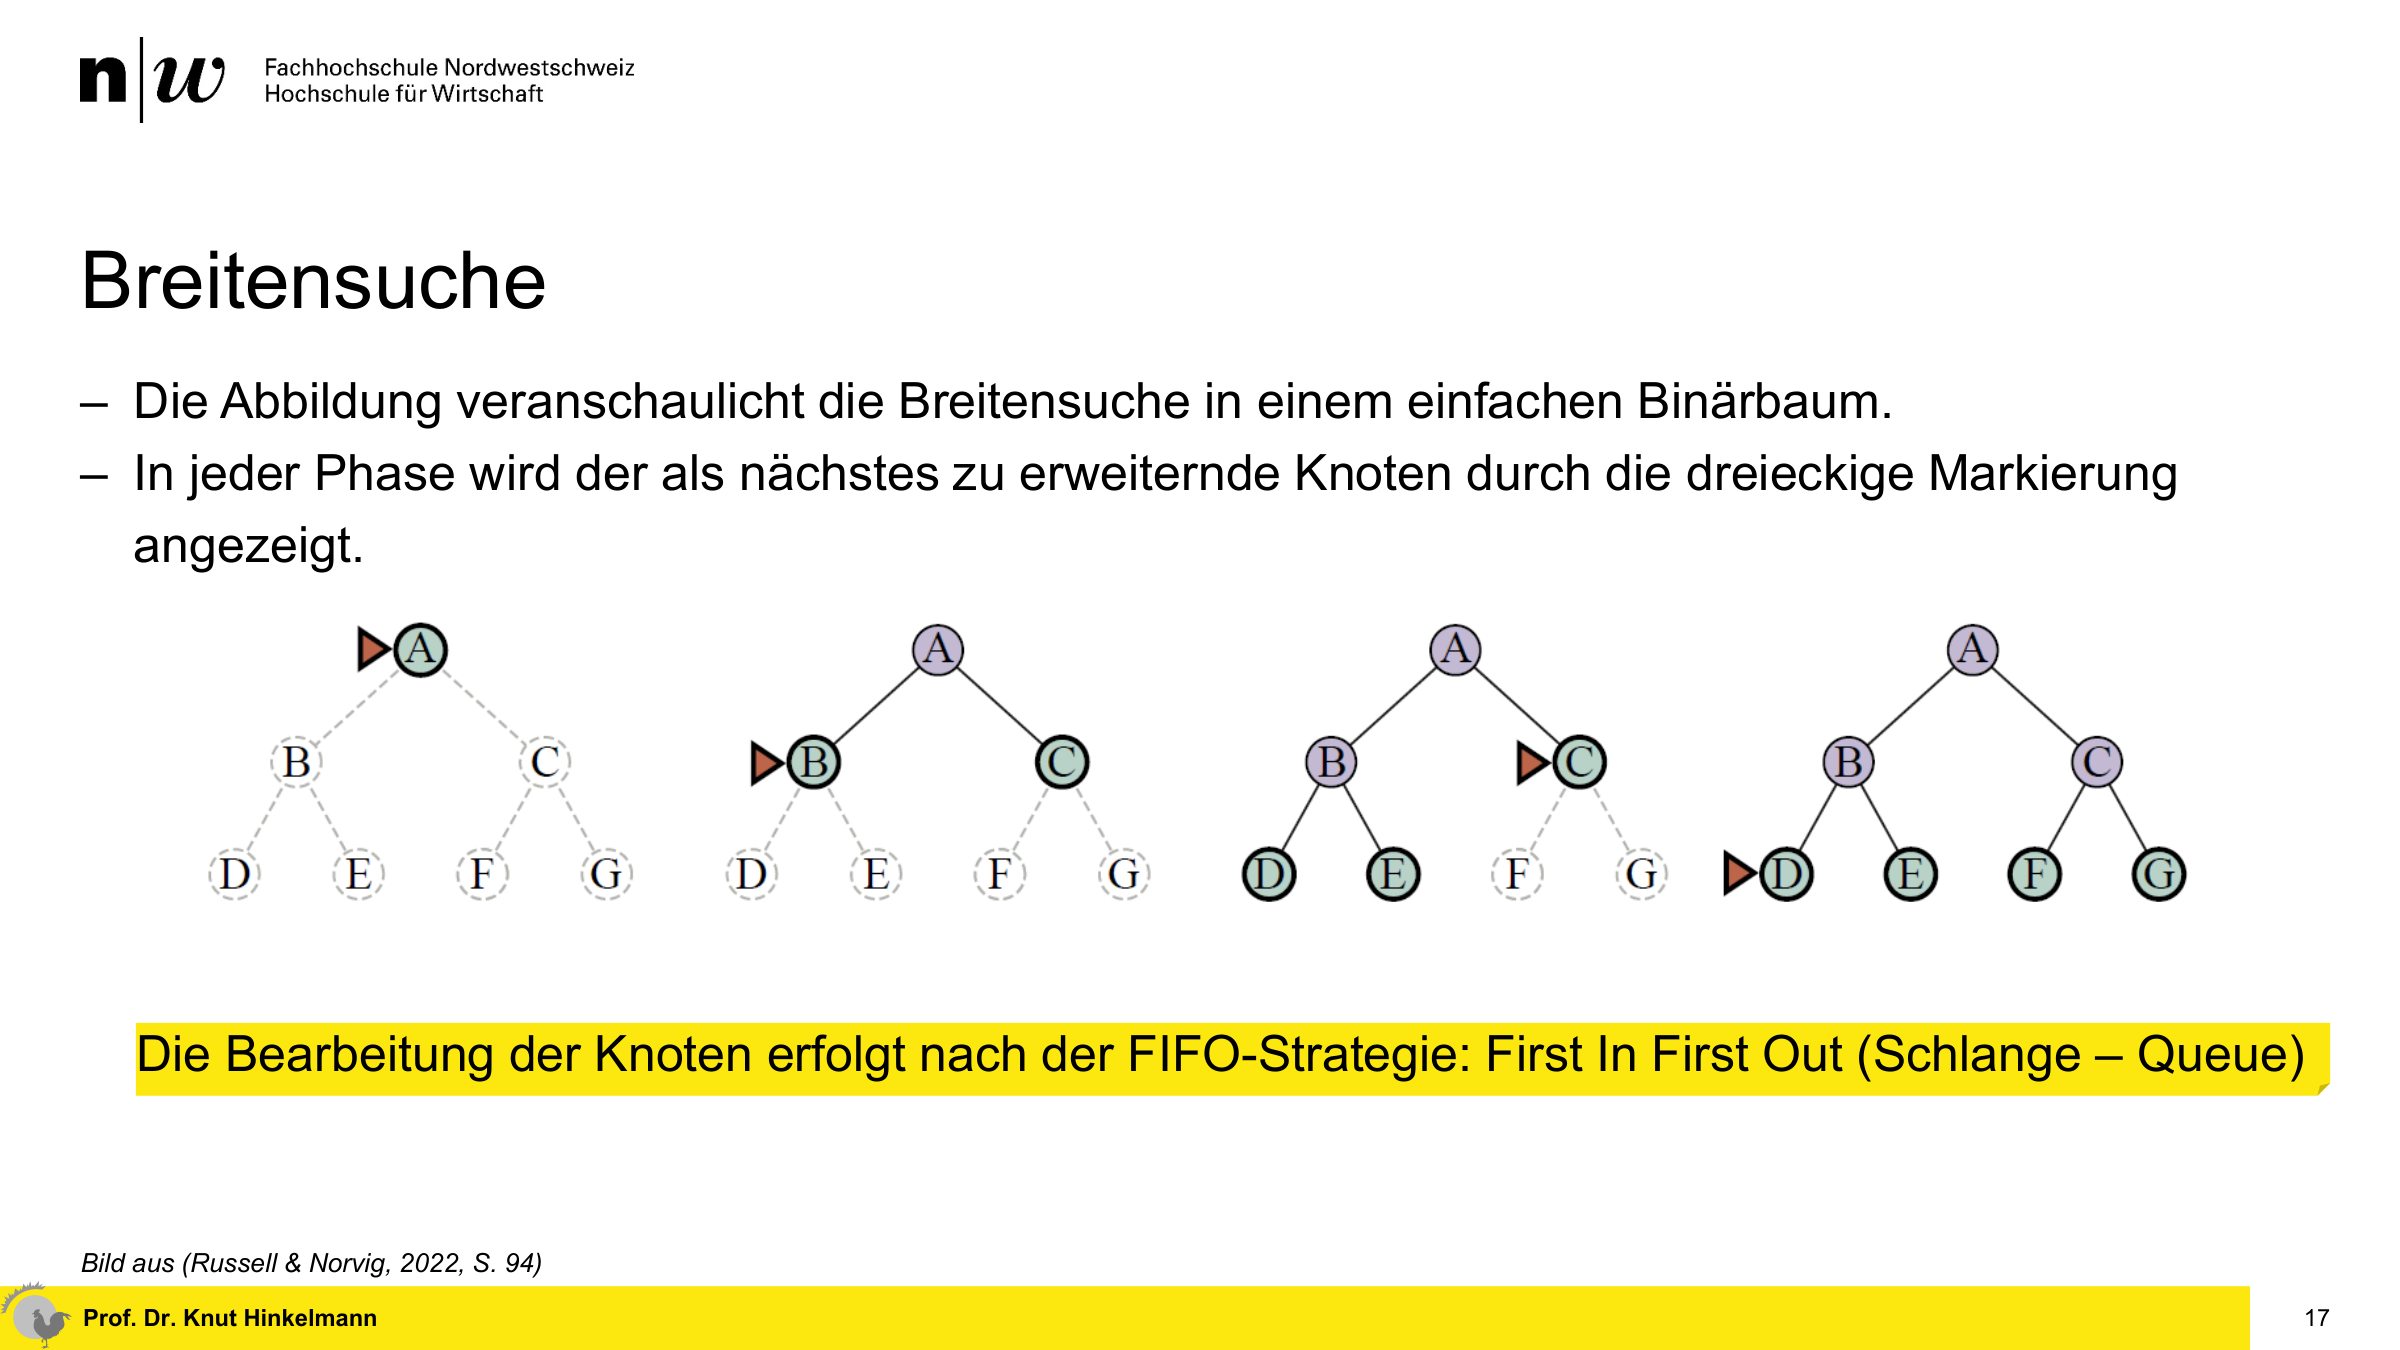 n|w Fachhochschule Nordwestschweiz
Hochschule für Wirtschaft
Breitensuche
– Die Abbildung veranschaulicht die Breitensuche in einem einfachen Binärbaum.
– In jeder Phase wird der als nächstes zu erweiternde Knoten durch die dreieckige Markierung
angezeigt.
A A A A
B C B C B C B C
D E F G D E F G D E F G D E F G
Die Bearbeitung der Knoten erfolgt nach der FIFO-Strategie: First In First Out (Schlange – Queue)
Bild aus (Russell & Norvig, 2022, S. 94)
Prof. Dr. Knut Hinkelmann 17